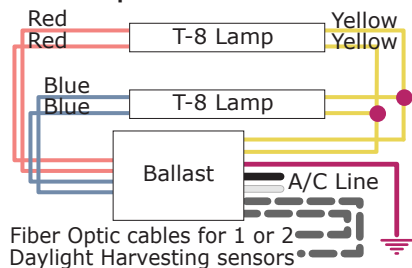 Red
Red
T-8 Lamp
Yellow
Yellow
Blue
Blue
T-8 Lamp
Ballast
A/C Line
Fiber Optic cables for 1 or 2
Daylight Harvesting sensors